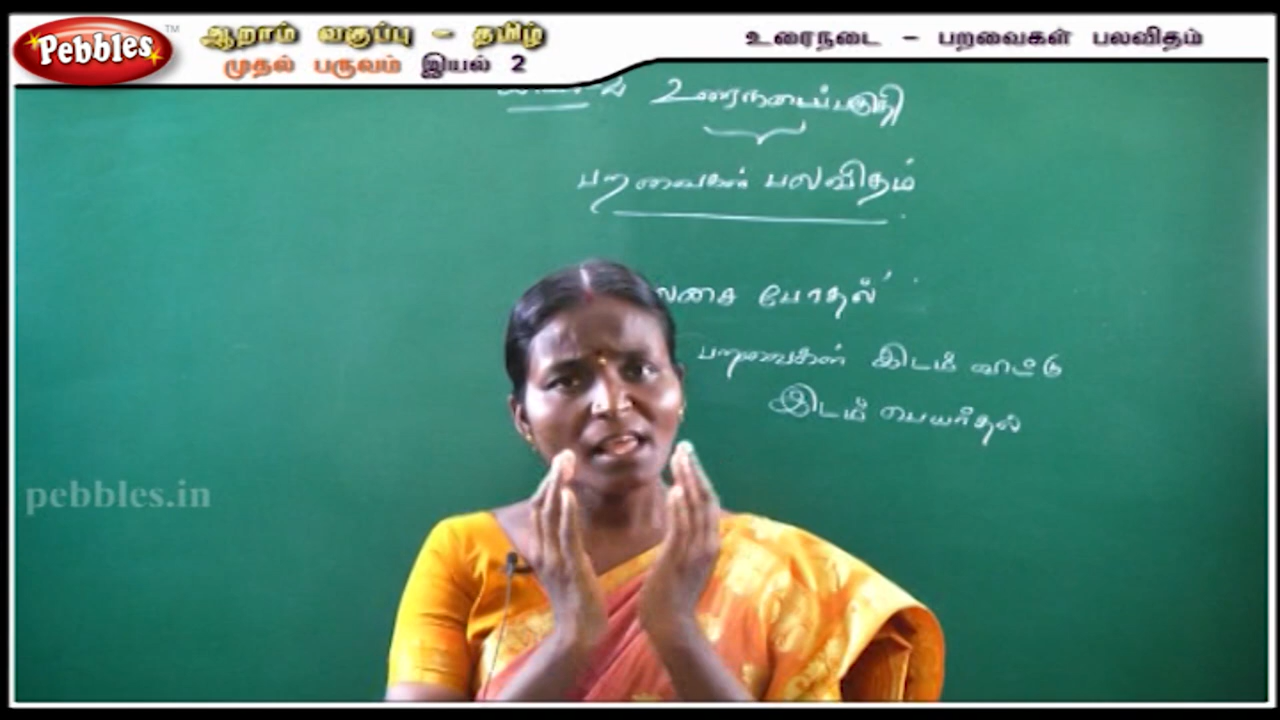 Pebbles TM
ஆறாம் வகுப்பு – தமிழ்
முதல் பருவம் இயல் 2
உரைநடை – பறவைகள் பலவிதம்
உரைநடைப்பகுதி
பறவைகள் பலவிதம்
போதல்'
பறவைகள் இடம் விட்டு
இடம் பெயர்தல்
pebbles.in